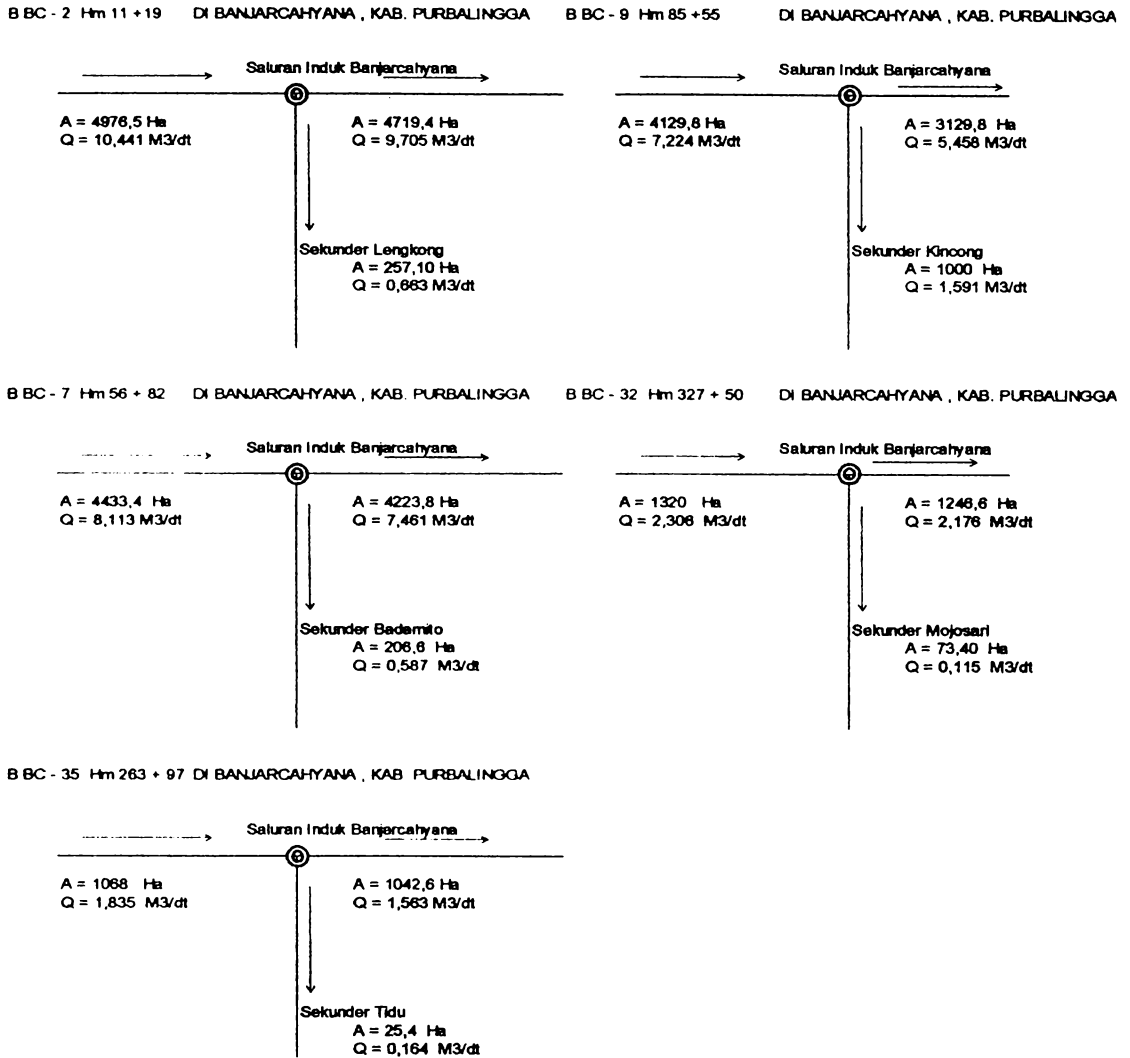 B BC - 2 Hm 11 +19 DI BANJARCAHYANA , KAB. PURBALINGGA
Saluran Induk Banjarcahyana
A = 4976,5 Ha
Q = 10,441 M3/dt
A = 4719,4 Ha
Q = 9,705 M3/dt
Sekunder Lengkong
A = 257,10 Ha
Q = 0,663 M3/dt
B BC - 9 Hm 85 +55 DI BANJARCAHYANA , KAB. PURBALINGGA
Saluran Induk Banjarcahyana
A = 4129,8 Ha
Q = 7,224 M3/dt
A = 3129,8 Ha
Q = 5,458 M3/dt
Sekunder Kincong
A = 1000 Ha
Q = 1,591 M3/dt
B BC - 7 Hm 56 + 82 DI BANJARCAHYANA , KAB. PURBALINGGA
Saluran Induk Banjarcahyana
A = 4433,4 Ha
Q = 8,113 M3/dt
A = 4223,8 Ha
Q = 7,461 M3/dt
Sekunder Badamito
A = 206,6 Ha
Q = 0,587 M3/dt
B BC - 32 Hm 327 + 50 DI BANJARCAHYANA , KAB. PURBALINGGA
Saluran Induk Banjarcahyana
A = 1320 Ha
Q = 2,306 M3/dt
A = 1246,6 Ha
Q = 2,176 M3/dt
Sekunder Mojosari
A = 73,40 Ha
Q = 0,115 M3/dt
B BC - 35 Hm 263 + 97 DI BANJARCAHYANA , KAB PURBALINGGA
Saluran Induk Banjarcahyana
A = 1068 Ha
Q = 1,835 M3/dt
A = 1042,6 Ha
Q = 1,563 M3/dt
Sekunder Tidu
A = 25,4 Ha
Q = 0,164 M3/dt